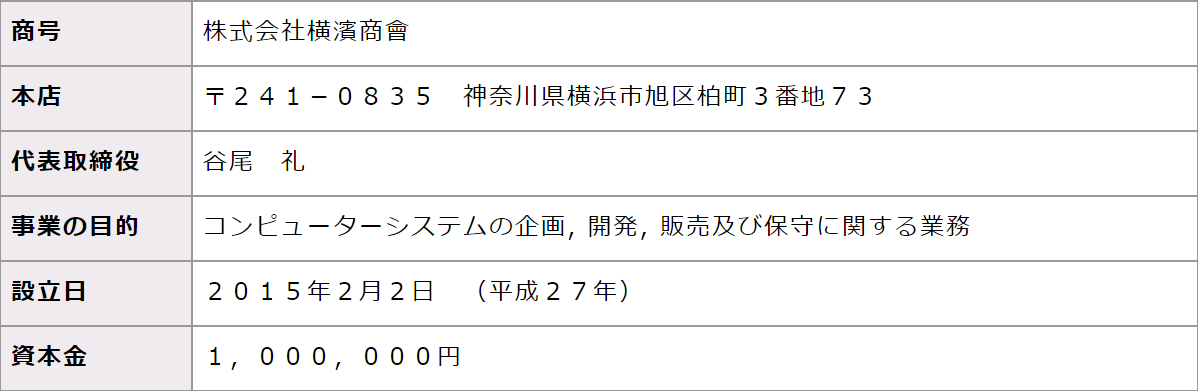 商号 株式会社横濱商會
本店 〒２４１－０８３５　神奈川県横浜市旭区柏町３番地７３
代表取締役 谷尾　礼
事業の目的 コンピューターシステムの企画，開発，販売及び保守に関する業務
設立日 ２０１５年２月２日　（平成２７年）
資本金 １，０００，０００円